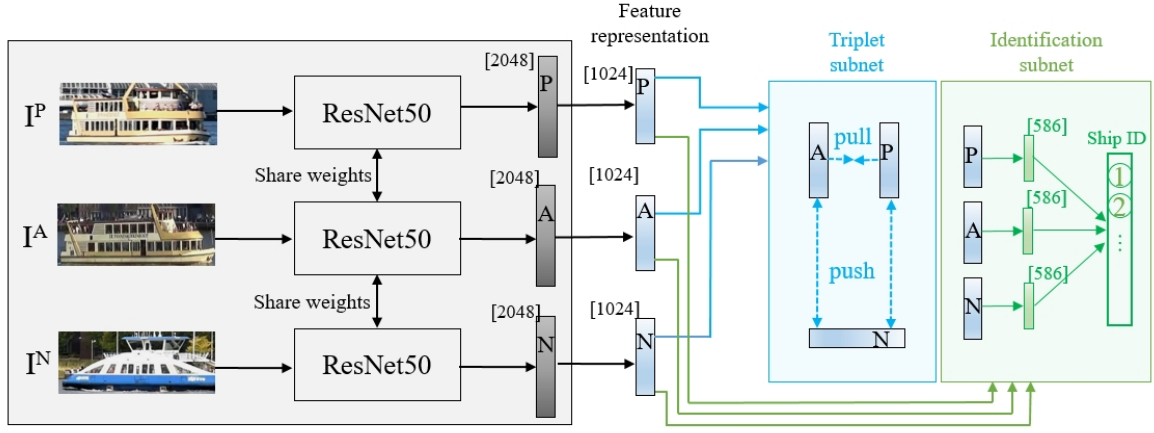 Feature
representation
Triplet
subnet
Identification
subnet
[2048]
[1024]
I^P
ResNet50
P
P
Share weights
[2048]
[1024]
I^A
ResNet50
A
A
Share weights
[2048]
[1024]
I^N
ResNet50
N
N
A
pull
P
push
N
[586]
Ship ID
P
①
[586]
②
A
⋮
[586]
N